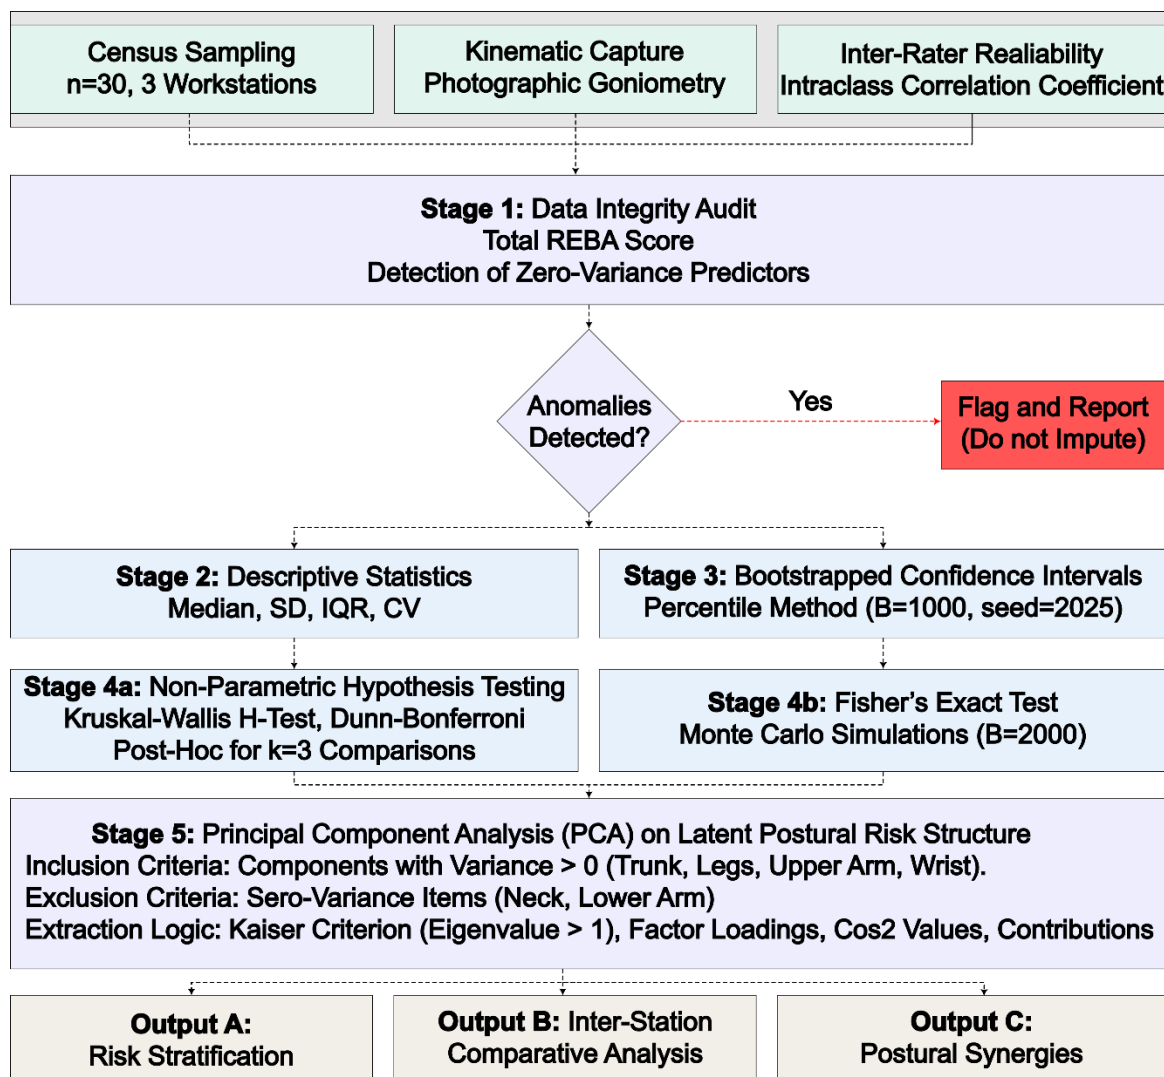 Census Sampling
n=30, 3 Workstations
Kinematic Capture
Photographic Goniometry
Inter-Rater Realiability
Intraclass Correlation Coefficient
Stage 1: Data Integrity Audit
Total REBA Score
Detection of Zero-Variance Predictors
Anomalies
Detected?
Yes
Flag and Report
(Do not Impute)
Stage 2: Descriptive Statistics
Median, SD, IQR, CV
Stage 3: Bootstrapped Confidence Intervals
Percentile Method (B=1000, seed=2025)
Stage 4a: Non-Parametric Hypothesis Testing
Kruskal-Wallis H-Test, Dunn-Bonferroni
Post-Hoc for k=3 Comparisons
Stage 4b: Fisher's Exact Test
Monte Carlo Simulations (B=2000)
Stage 5: Principal Component Analysis (PCA) on Latent Postural Risk Structure
Inclusion Criteria: Components with Variance > 0 (Trunk, Legs, Upper Arm, Wrist).
Exclusion Criteria: Sero-Variance Items (Neck, Lower Arm)
Extraction Logic: Kaiser Criterion (Eigenvalue > 1), Factor Loadings, Cos2 Values, Contributions
Output A:
Risk Stratification
Output B: Inter-Station
Comparative Analysis
Output C:
Postural Synergies